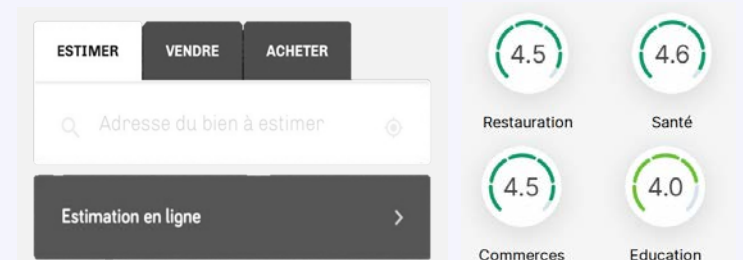 ESTIMER VENDRE ACHETER
Adresse du bien à estimer
Estimation en ligne
4.5 4.6
Restauration Santé
4.5 4.0
Commerces Education